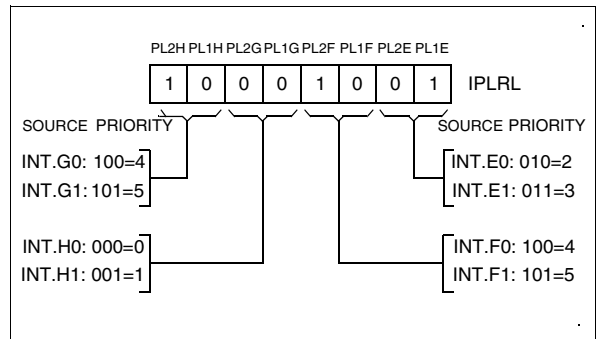 PL2H PL1H PL2G PL1G PL2F PL1F PL2E PL1E
1 0 0 0 1 0 0 1 IPLRL
SOURCE PRIORITY SOURCE PRIORITY
INT.G0: 100=4 INT.E0: 010=2
INT.G1: 101=5 INT.E1: 011=3
INT.H0: 000=0 INT.F0: 100=4
INT.H1: 001=1 INT.F1: 101=5